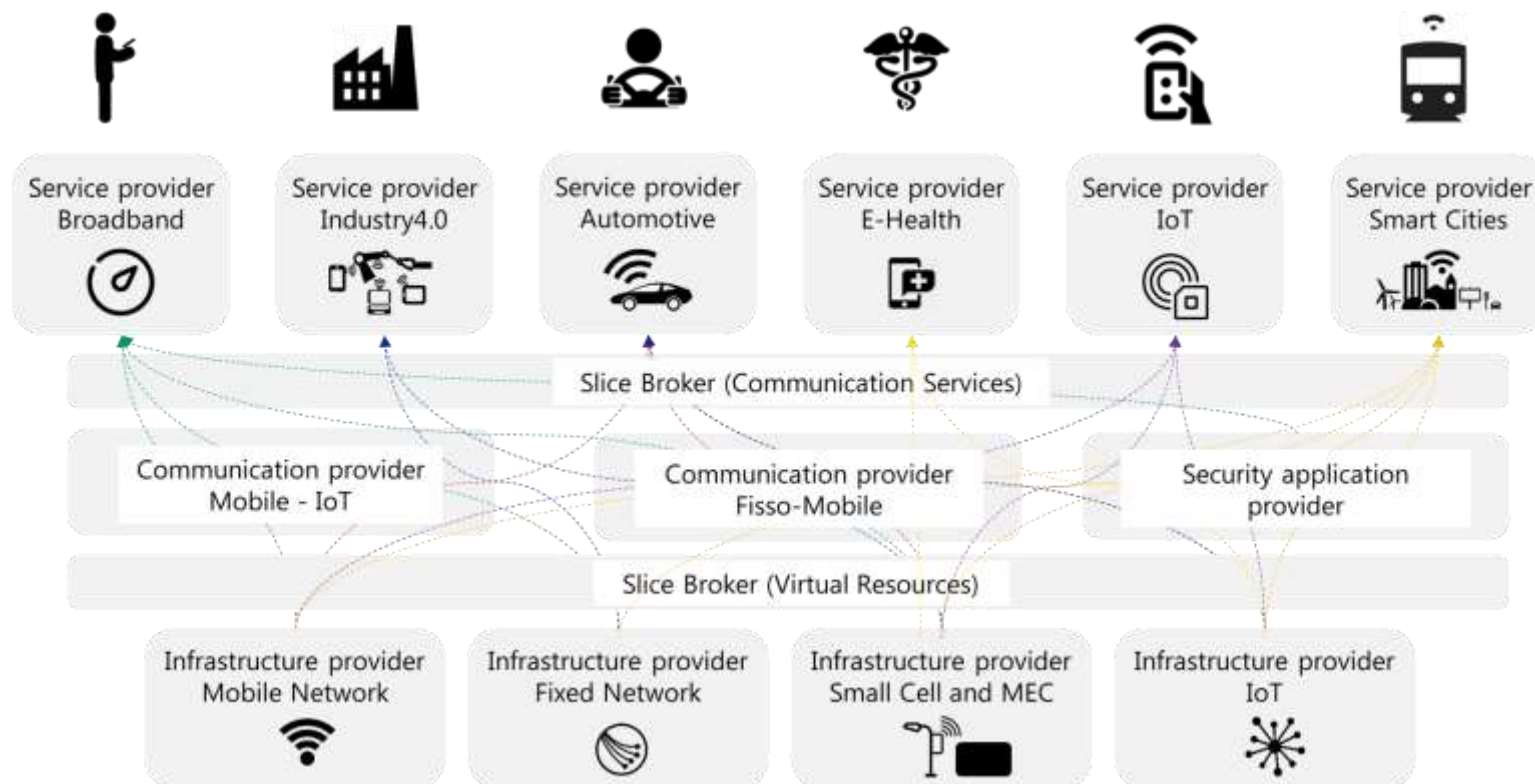 Service provider
Broadband
Service provider
Industry4.0
Service provider
Automotive
Service provider
E-Health
Service provider
IoT
Service provider
Smart Cities
Slice Broker (Communication Services)
Communication provider
Mobile - IoT
Communication provider
Fisso-Mobile
Security application
provider
Slice Broker (Virtual Resources)
Infrastructure provider
Mobile Network
Infrastructure provider
Fixed Network
Infrastructure provider
Small Cell and MEC
Infrastructure provider
IoT